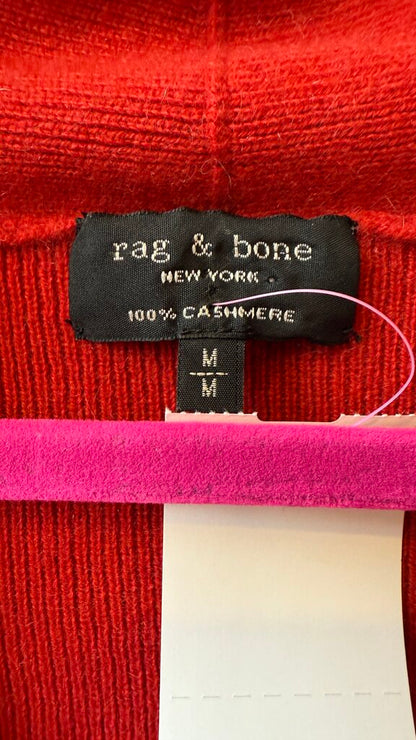 rag & bone
NEW YORK
100% CASHMERE
M
M